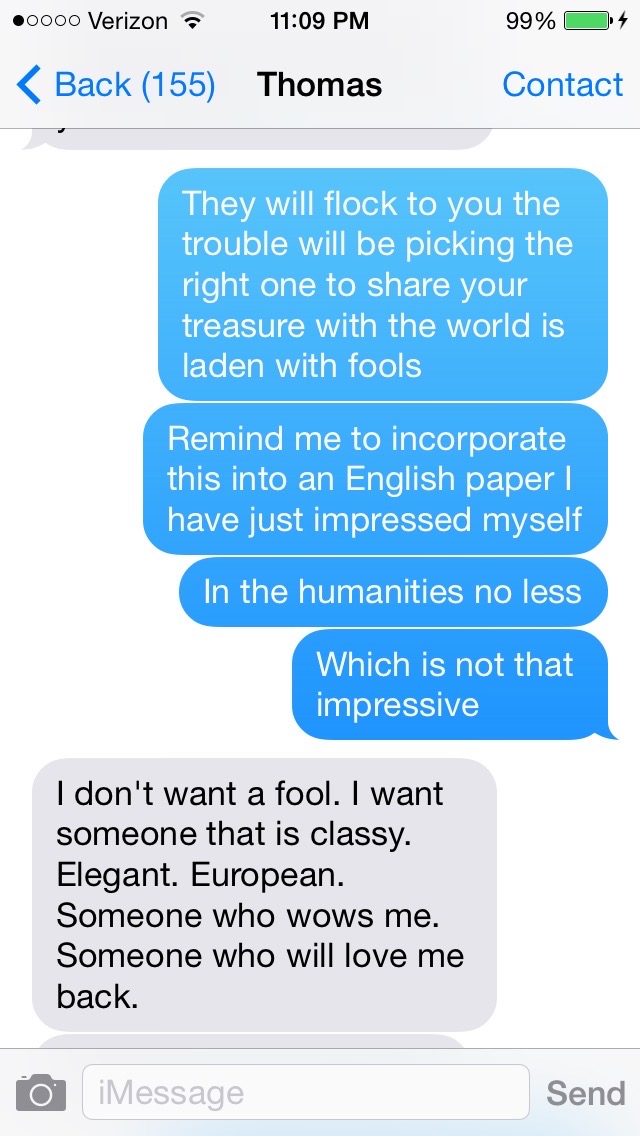 Verizon 11:09 PM 99%
Back (155) Thomas Contact
They will flock to you the
trouble will be picking the
right one to share your
treasure with the world is
laden with fools
Remind me to incorporate
this into an English paper I
have just impressed myself
In the humanities no less
Which is not that
impressive
I don't want a fool. I want
someone that is classy.
Elegant. European.
Someone who wows me.
Someone who will love me
back.
iMessage Send